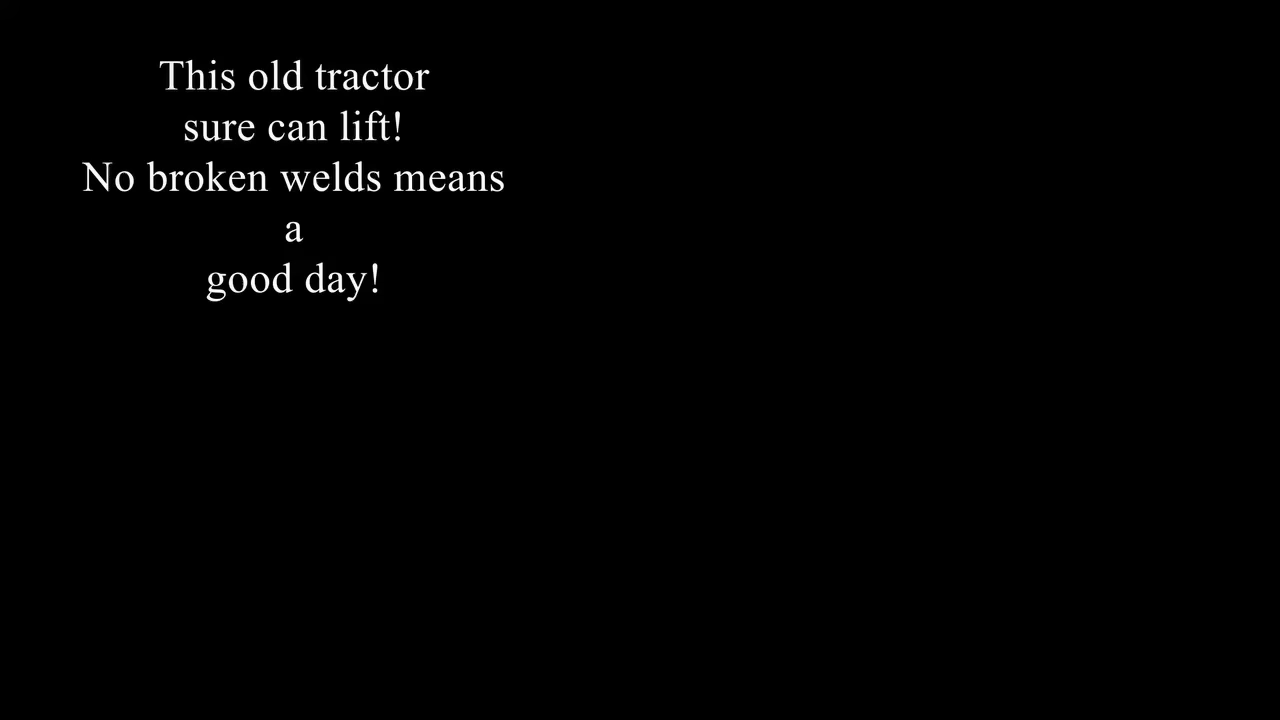 This old tractor
sure can lift!
No broken welds means
a
good day!